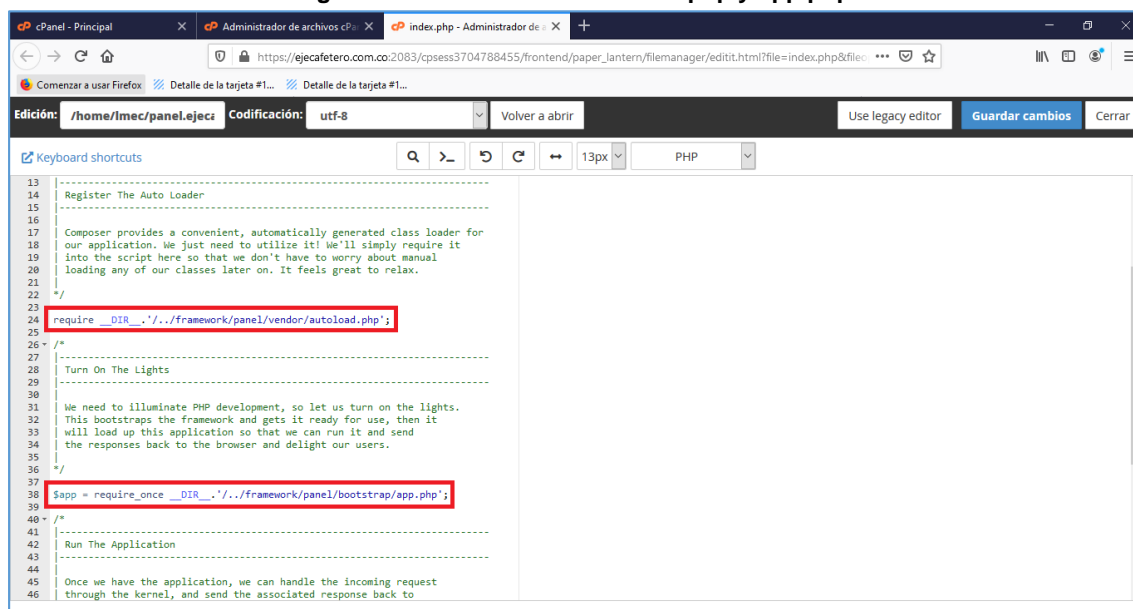 cPanel - Principal
Administrador de archivos cPa
index.php - Administrador de a
https://ejecafetero.com.co:2083/cpsess3704788455/frontend/paper_lantern/filemanager/editit.html?file=index.php&fileo
Comenzar a usar Firefox
Detalle de la tarjeta #1...
Detalle de la tarjeta #1...
Edición:
/home/lmec/panel.ejeca
Codificación:
utf-8
Volver a abrir
Use legacy editor
Guardar cambios
Cerrar
Keyboard shortcuts
13px
PHP
13 |--------------------------------------------------------------------------
14 | Register The Auto Loader
15 |--------------------------------------------------------------------------
16 |
17 | Composer provides a convenient, automatically generated class loader for
18 | our application. We just need to utilize it! We'll simply require it
19 | into the script here so that we don't have to worry about manual
20 | loading any of our classes later on. It feels great to relax.
21 |
22 */
23
24 require __DIR__.'/../framework/panel/vendor/autoload.php';
25
26 /*
27 |--------------------------------------------------------------------------
28 | Turn On The Lights
29 |--------------------------------------------------------------------------
30 |
31 | We need to illuminate PHP development, so let us turn on the lights.
32 | This bootstraps the framework and gets it ready for use, then it
33 | will load up this application so that we can run it and send
34 | the responses back to the browser and delight our users.
35 |
36 */
37
38 $app = require_once __DIR__.'/../framework/panel/bootstrap/app.php';
39
40 /*
41 |--------------------------------------------------------------------------
42 | Run The Application
43 |--------------------------------------------------------------------------
44 |
45 | Once we have the application, we can handle the incoming request
46 | through the kernel, and send the associated response back to